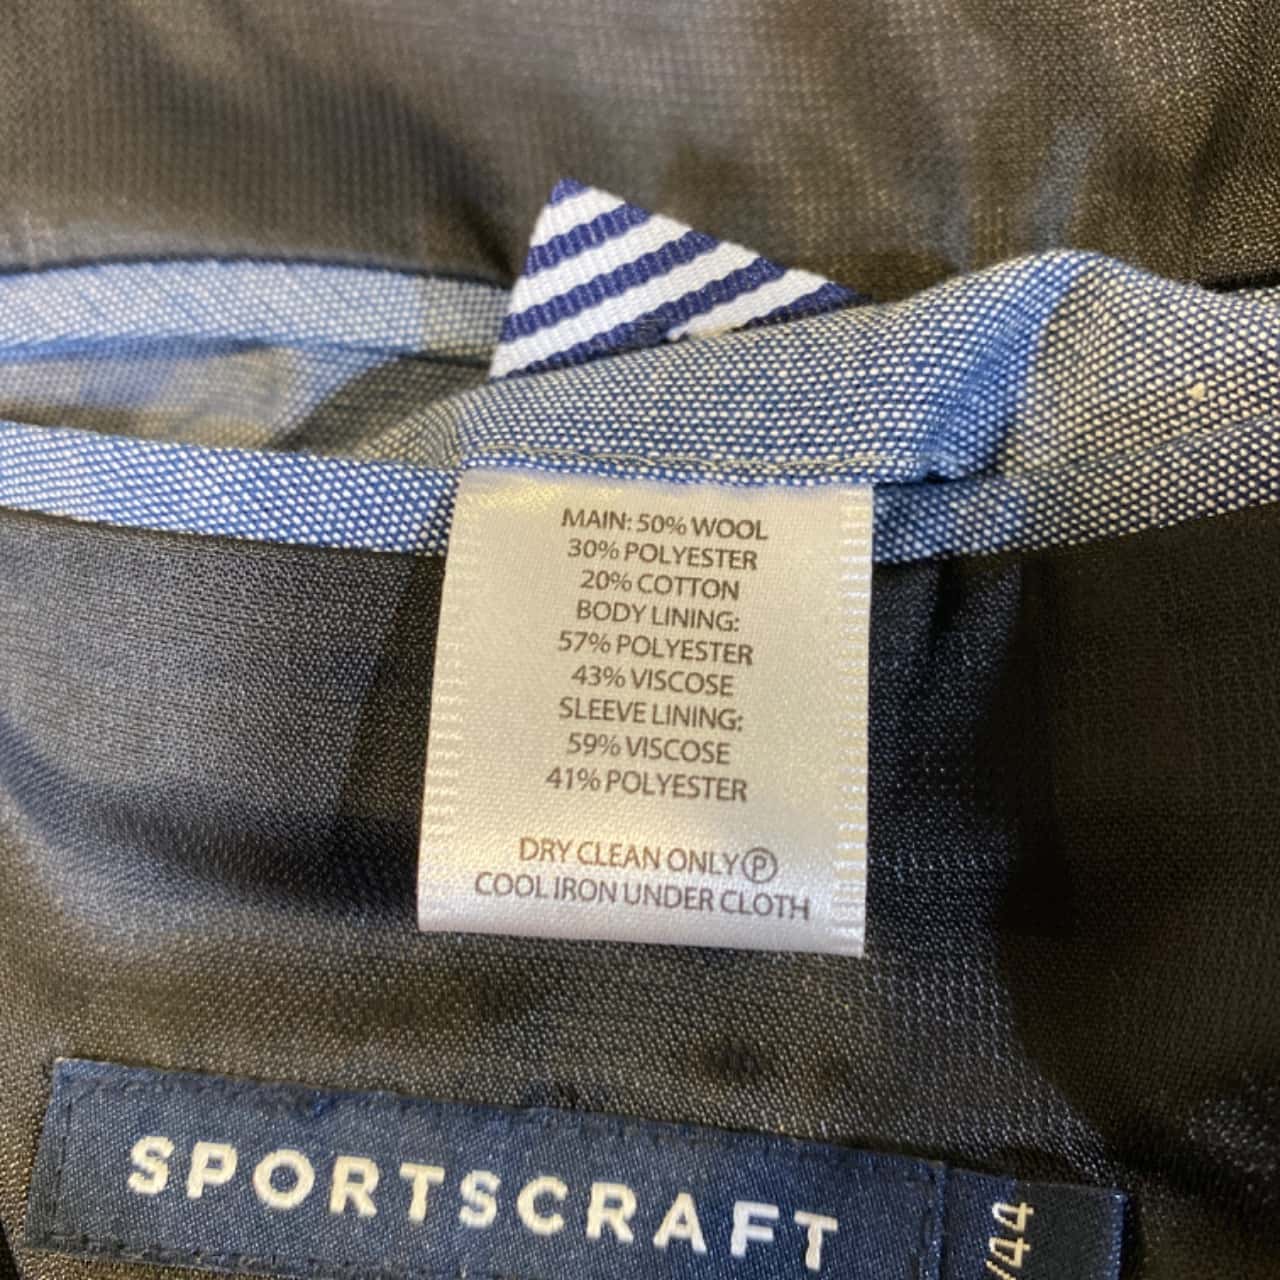 MAIN: 50% WOOL
30% POLYESTER
20% COTTON
BODY LINING:
57% POLYESTER
43% VISCOSE
SLEEVE LINING:
59% VISCOSE
41% POLYESTER
DRY CLEAN ONLY Ⓟ
COOL IRON UNDER CLOTH
SPORTSCRAFT
/44